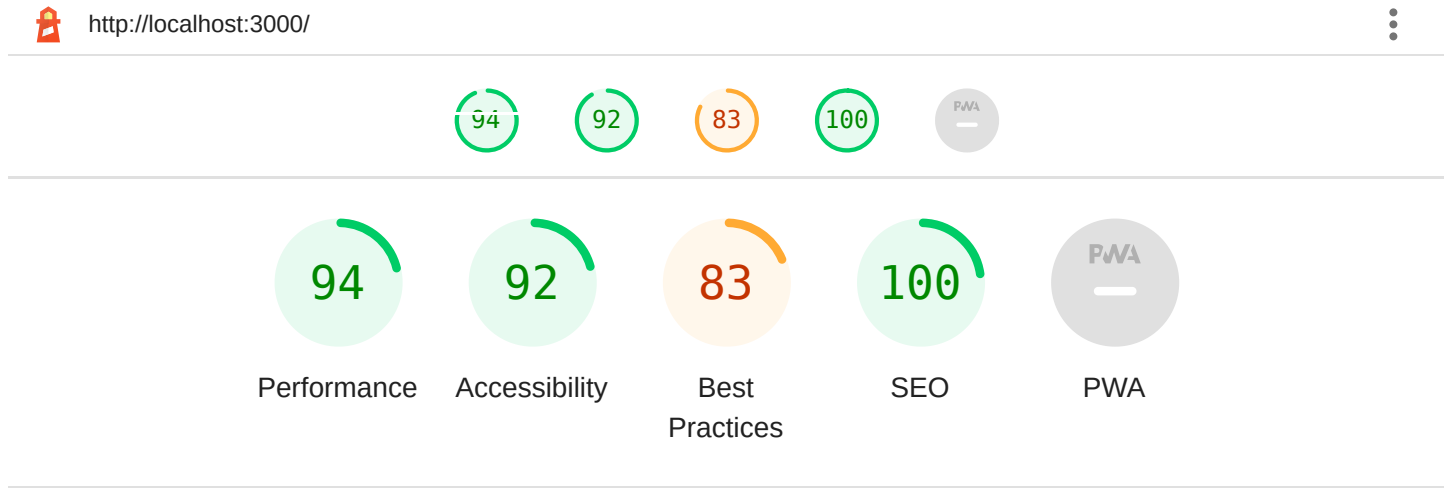 http://localhost:3000/
94 92 83 100 PWA
94 92 83 100 PWA
Performance Accessibility Best Practices SEO PWA